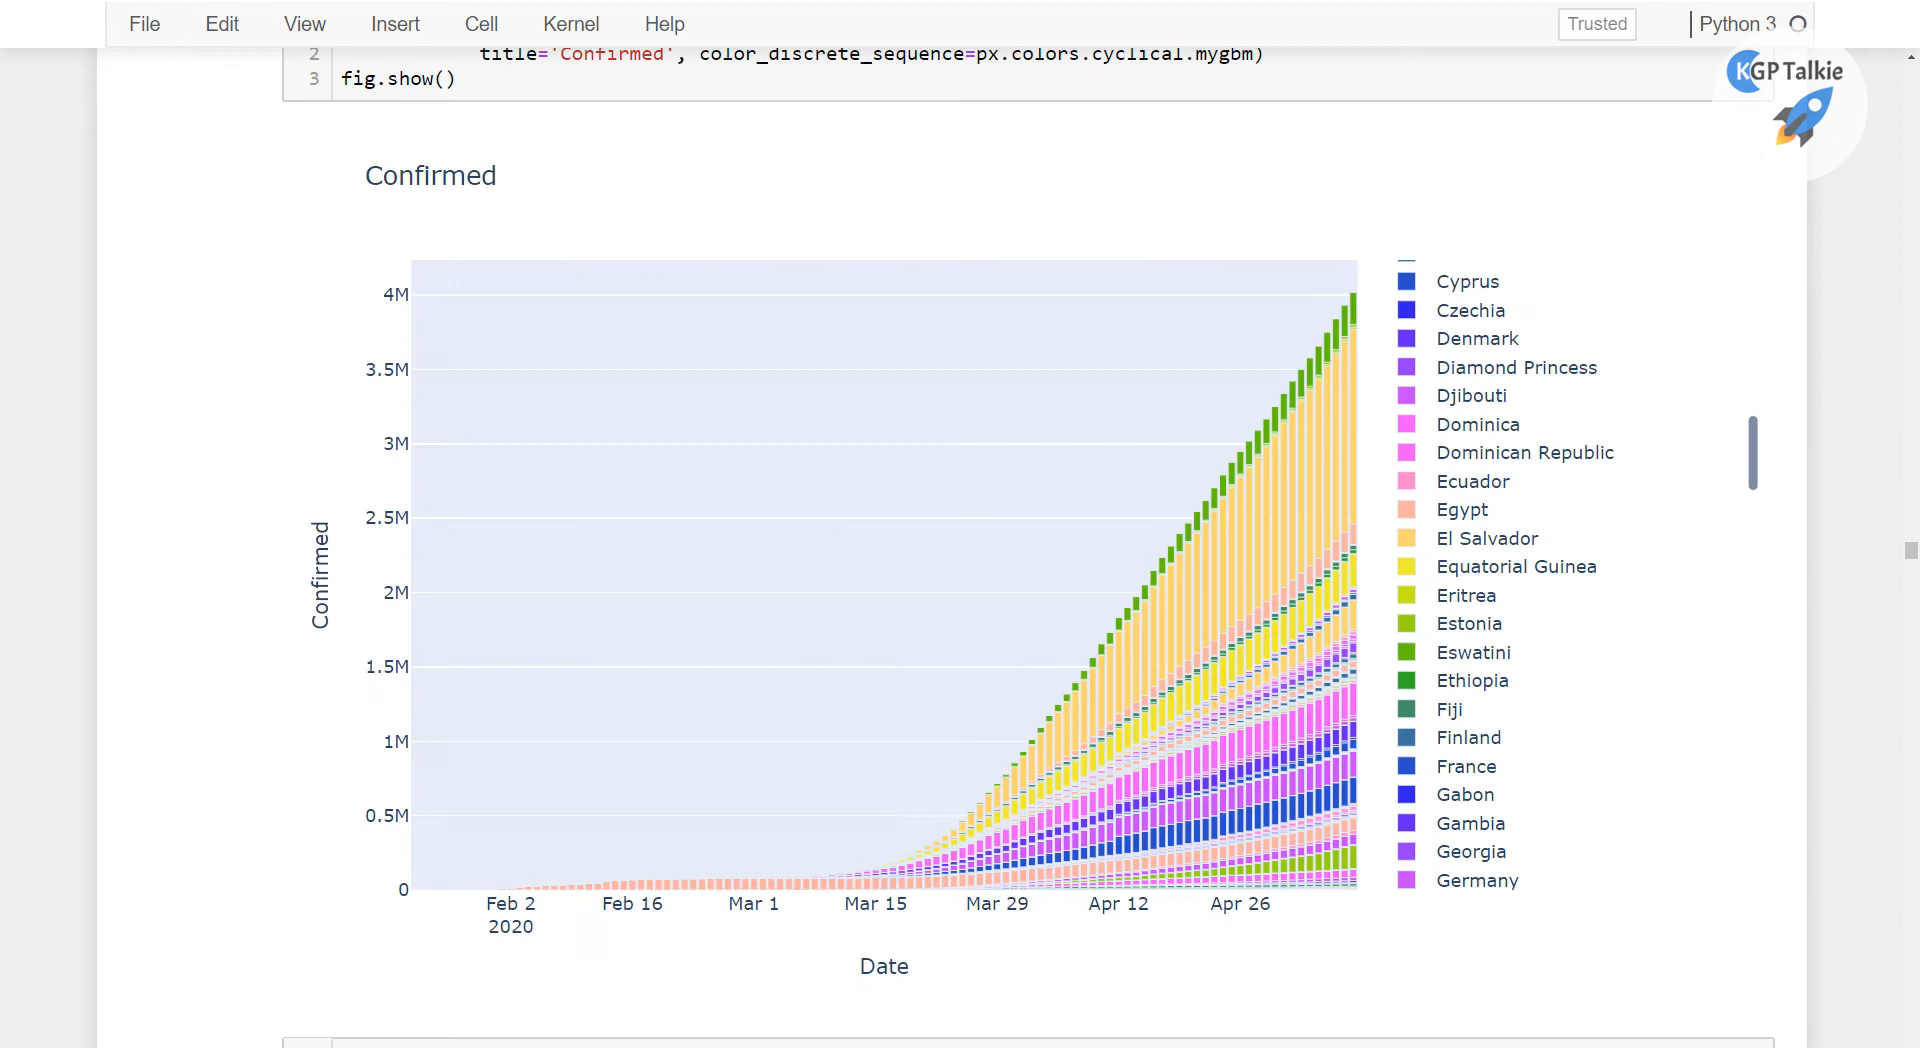 File Edit View Insert Cell Kernel Help Trusted Python 3
2 title='Confirmed', color_discrete_sequence=px.colors.cyclical.mygbm)
3 fig.show()
KGP Talkie
Confirmed
4M
3.5M
3M
2.5M
2M
1.5M
1M
0.5M
0
Confirmed
Feb 2 Feb 16 Mar 1 Mar 15 Mar 29 Apr 12 Apr 26
2020
Date
Cyprus
Czechia
Denmark
Diamond Princess
Djibouti
Dominica
Dominican Republic
Ecuador
Egypt
El Salvador
Equatorial Guinea
Eritrea
Estonia
Eswatini
Ethiopia
Fiji
Finland
France
Gabon
Gambia
Georgia
Germany